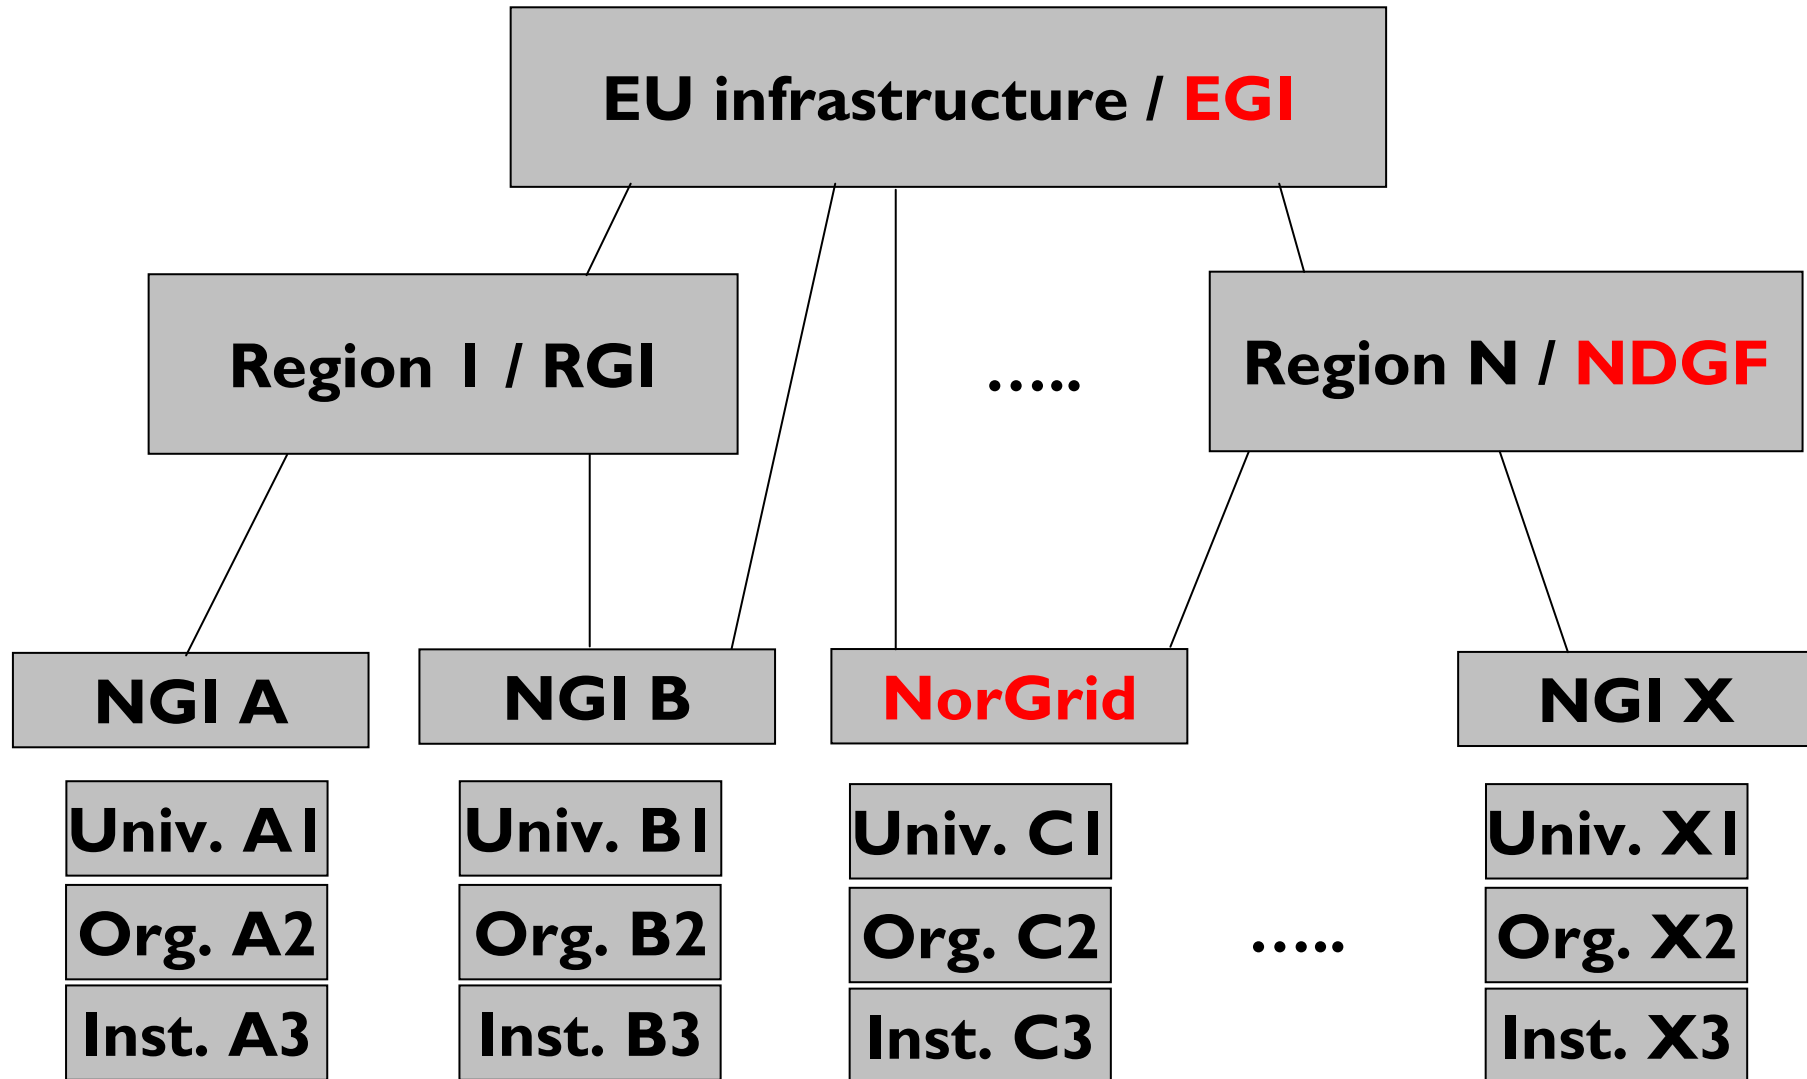 EU infrastructure / EGI
Region 1 / RGI
.....
Region N / NDGF
NGI A
NGI B
NorGrid
NGI X
Univ. A1
Univ. B1
Univ. C1
Univ. X1
Org. A2
Org. B2
Org. C2
.....
Org. X2
Inst. A3
Inst. B3
Inst. C3
Inst. X3